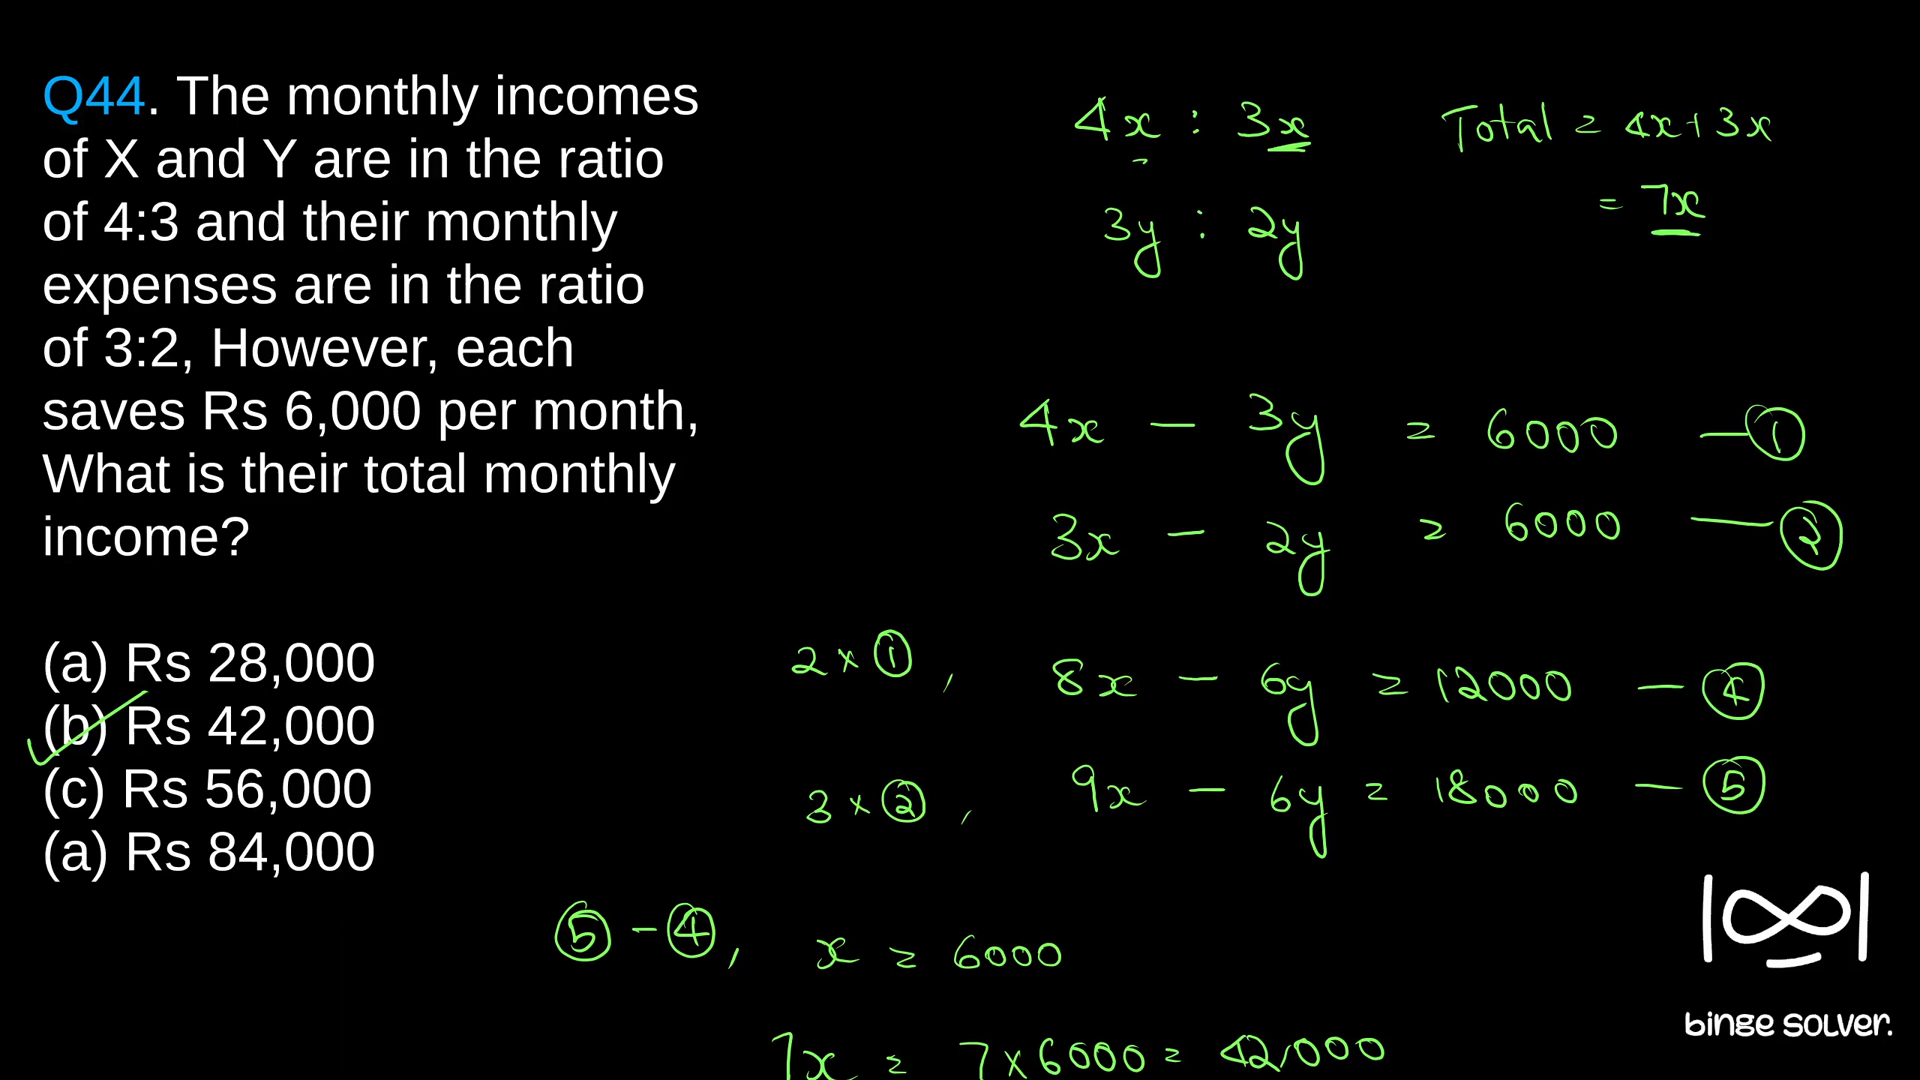 Q44. The monthly incomes
of X and Y are in the ratio
of 4:3 and their monthly
expenses are in the ratio
of 3:2, However, each
saves Rs 6,000 per month,
What is their total monthly
income?
(a) Rs 28,000
(b) Rs 42,000
(c) Rs 56,000
(a) Rs 84,000
4x : 3x
3y : 2y
Total = 4x+3x
= 7x
4x - 3y = 6000 — ①
3x - 2y = 6000 — ②
2 × ①, 8x - 6y = 12000 — ④
3 × ②, 9x - 6y = 18000 — ⑤
⑤ - ④, x = 6000
7x = 7×6000 = 42,000
binge solver.